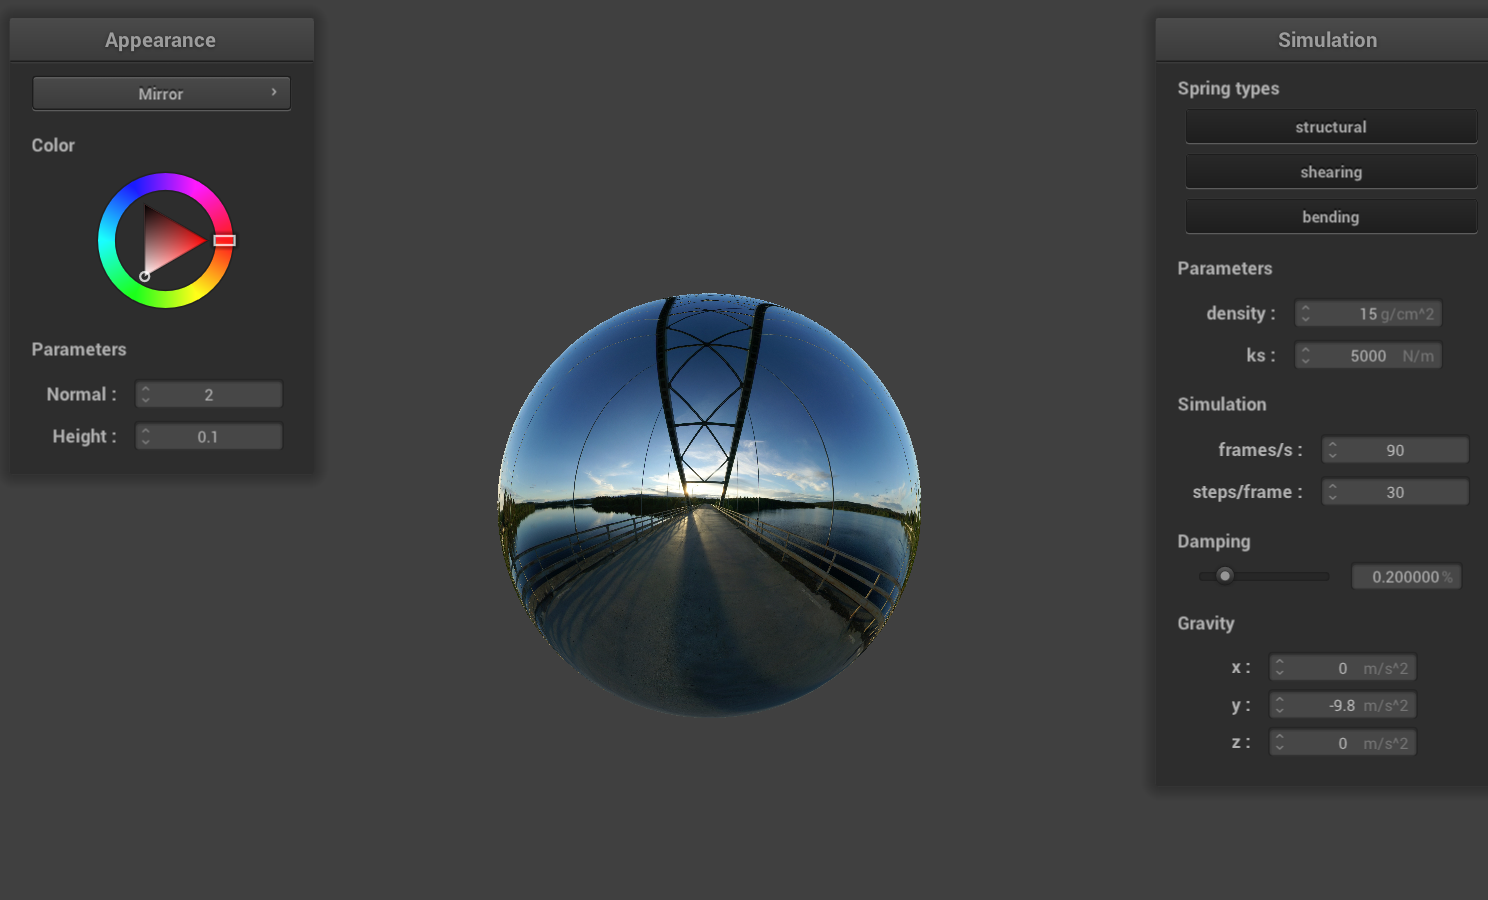 Appearance
Mirror ›
Color
Parameters
Normal : 2
Height : 0.1
Simulation
Spring types
structural
shearing
bending
Parameters
density : 15 g/cm^2
ks : 5000 N/m
Simulation
frames/s : 90
steps/frame : 30
Damping
0.200000 %
Gravity
x : 0 m/s^2
y : -9.8 m/s^2
z : 0 m/s^2